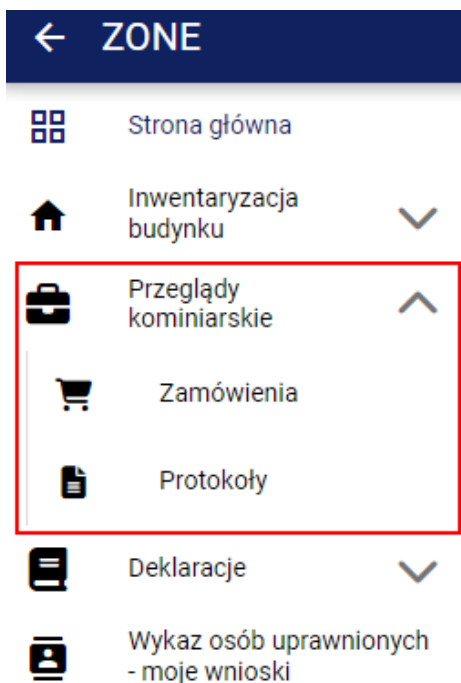 ZONE
Strona główna
Inwentaryzacja
budynku
Przeglądy
kominiarskie
Zamówienia
Protokoły
Deklaracje
Wykaz osób uprawnionych
- moje wnioski